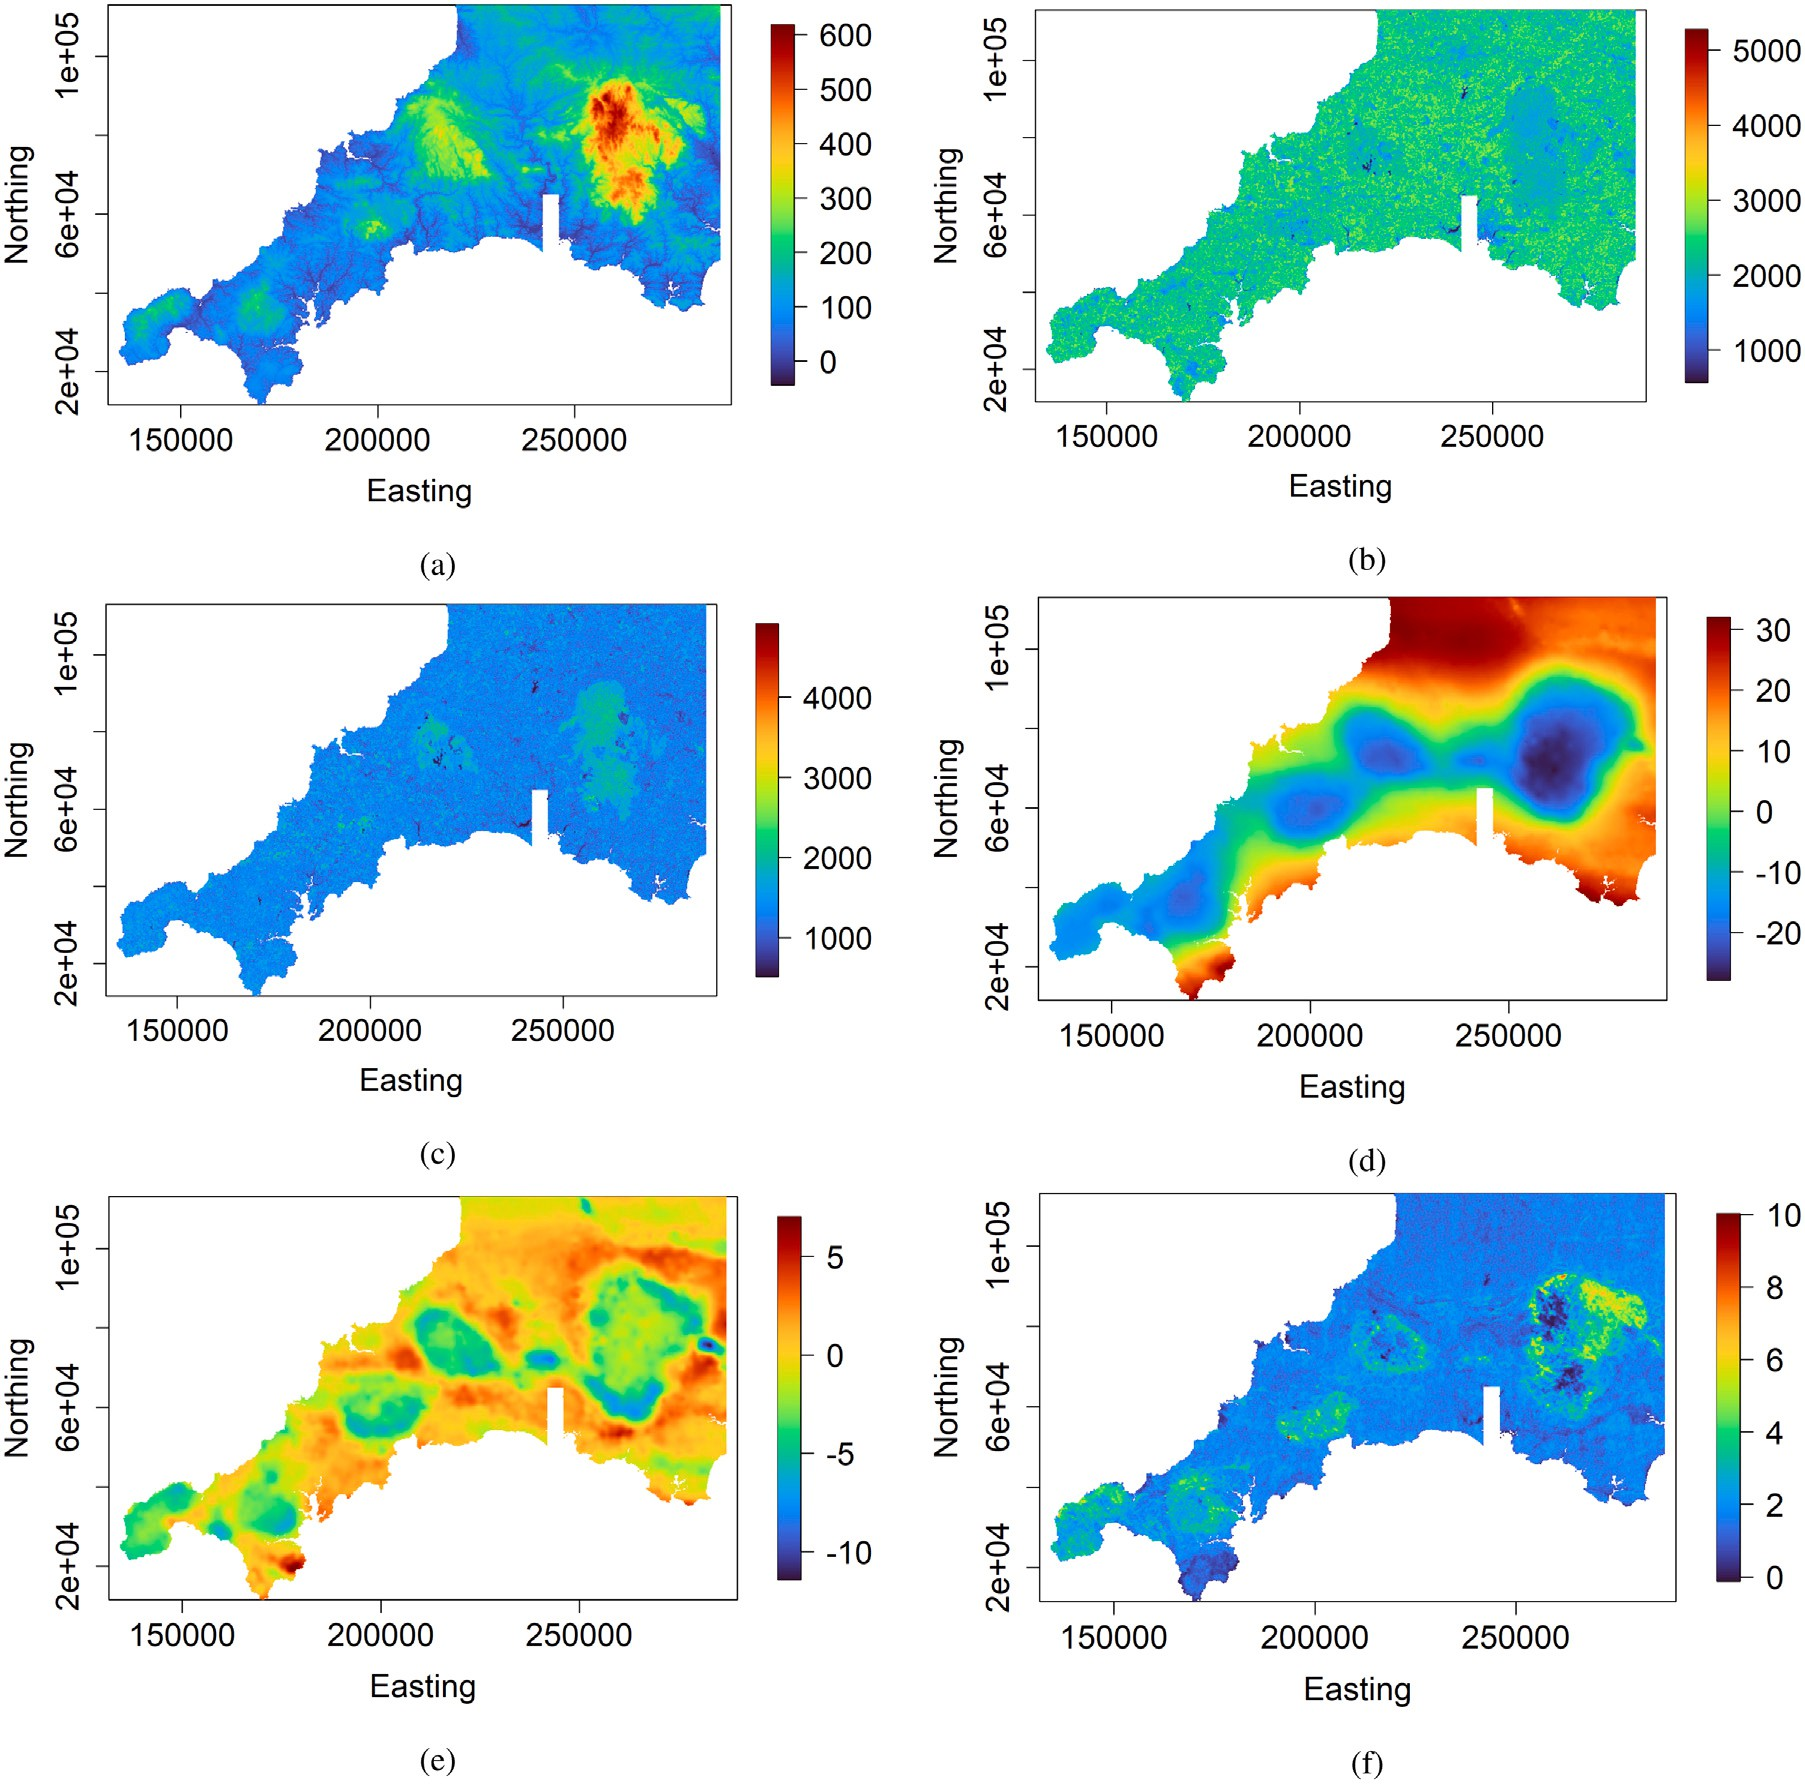 1e+05
6e+04
2e+04
Northing
150000 200000 250000
Easting
600
500
400
300
200
100
0
(a)
1e+05
6e+04
2e+04
Northing
150000 200000 250000
Easting
5000
4000
3000
2000
1000
(b)
1e+05
6e+04
2e+04
Northing
150000 200000 250000
Easting
4000
3000
2000
1000
(c)
1e+05
6e+04
2e+04
Northing
150000 200000 250000
Easting
30
20
10
0
-10
-20
(d)
1e+05
6e+04
2e+04
Northing
150000 200000 250000
Easting
5
0
-5
-10
(e)
1e+05
6e+04
2e+04
Northing
150000 200000 250000
Easting
10
8
6
4
2
0
(f)